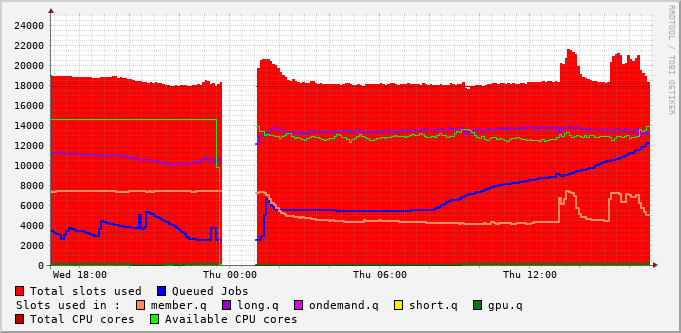 24000
22000
20000
18000
16000
14000
12000
10000
8000
6000
4000
2000
0
Wed 18:00 Thu 00:00 Thu 06:00 Thu 12:00
RRDTOOL / TOBI OETIKER
Total slots used Queued Jobs
Slots used in : member.q long.q ondemand.q short.q gpu.q
Total CPU cores Available CPU cores